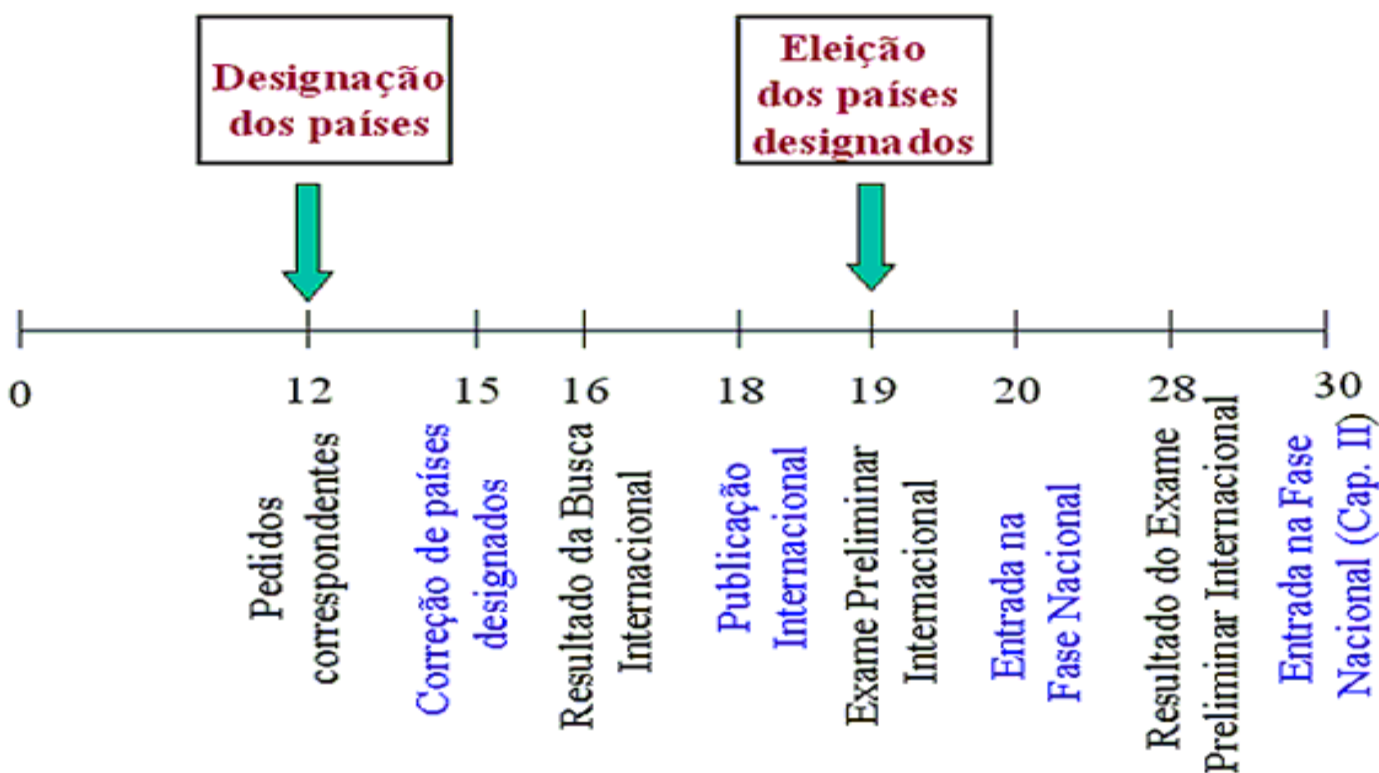 Designação
dos países
Eleição
dos países
designados
0
12
15
16
18
19
20
28
30
Pedidos
correspondentes
Correção de países
designados
Resultado da Busca
Internacional
Publicação
Internacional
Exame Preliminar
Internacional
Entrada na
Fase Nacional
Resultado do Exame
Preliminar Internacional
Entrada na Fase
Nacional (Cap. II)